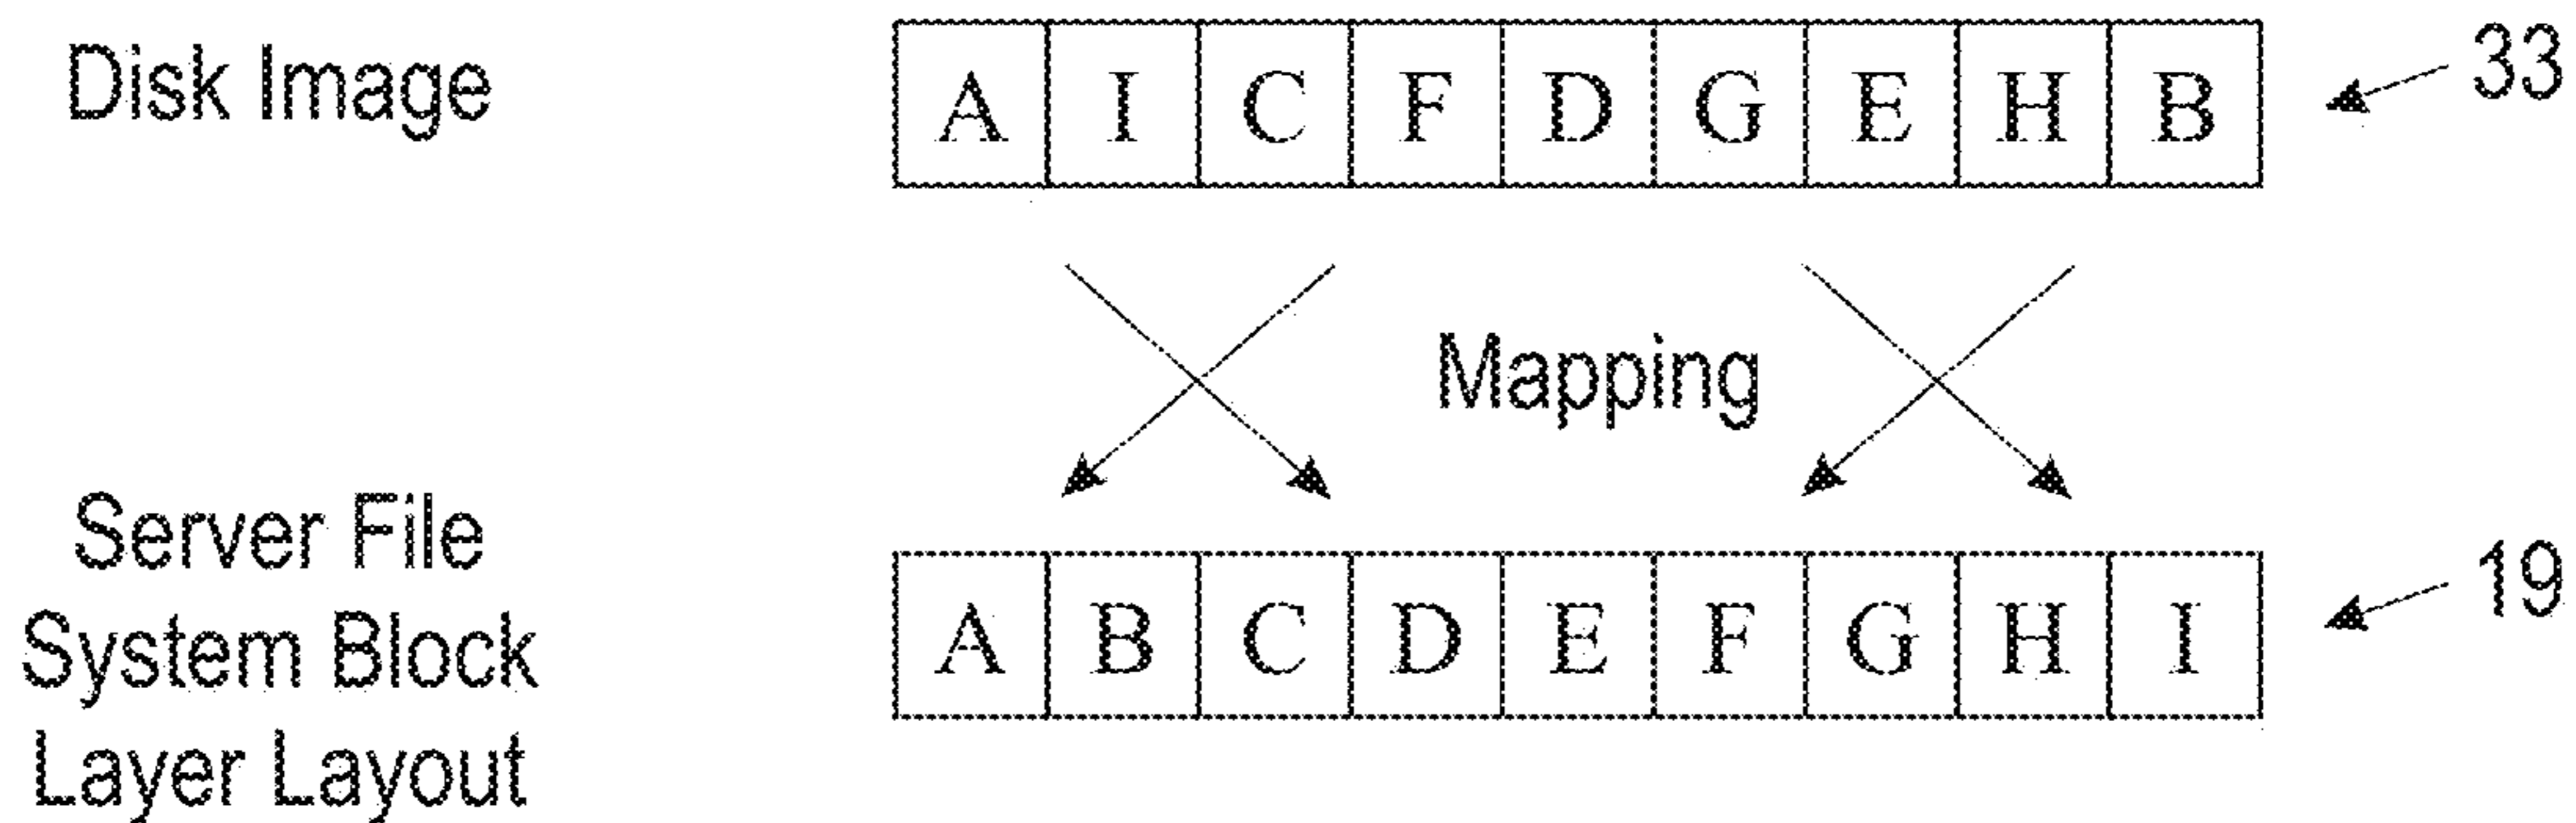 Disk Image
A I C F D G E H B
33
Mapping
Server File
System Block
Layer Layout
A B C D E F G H I
19